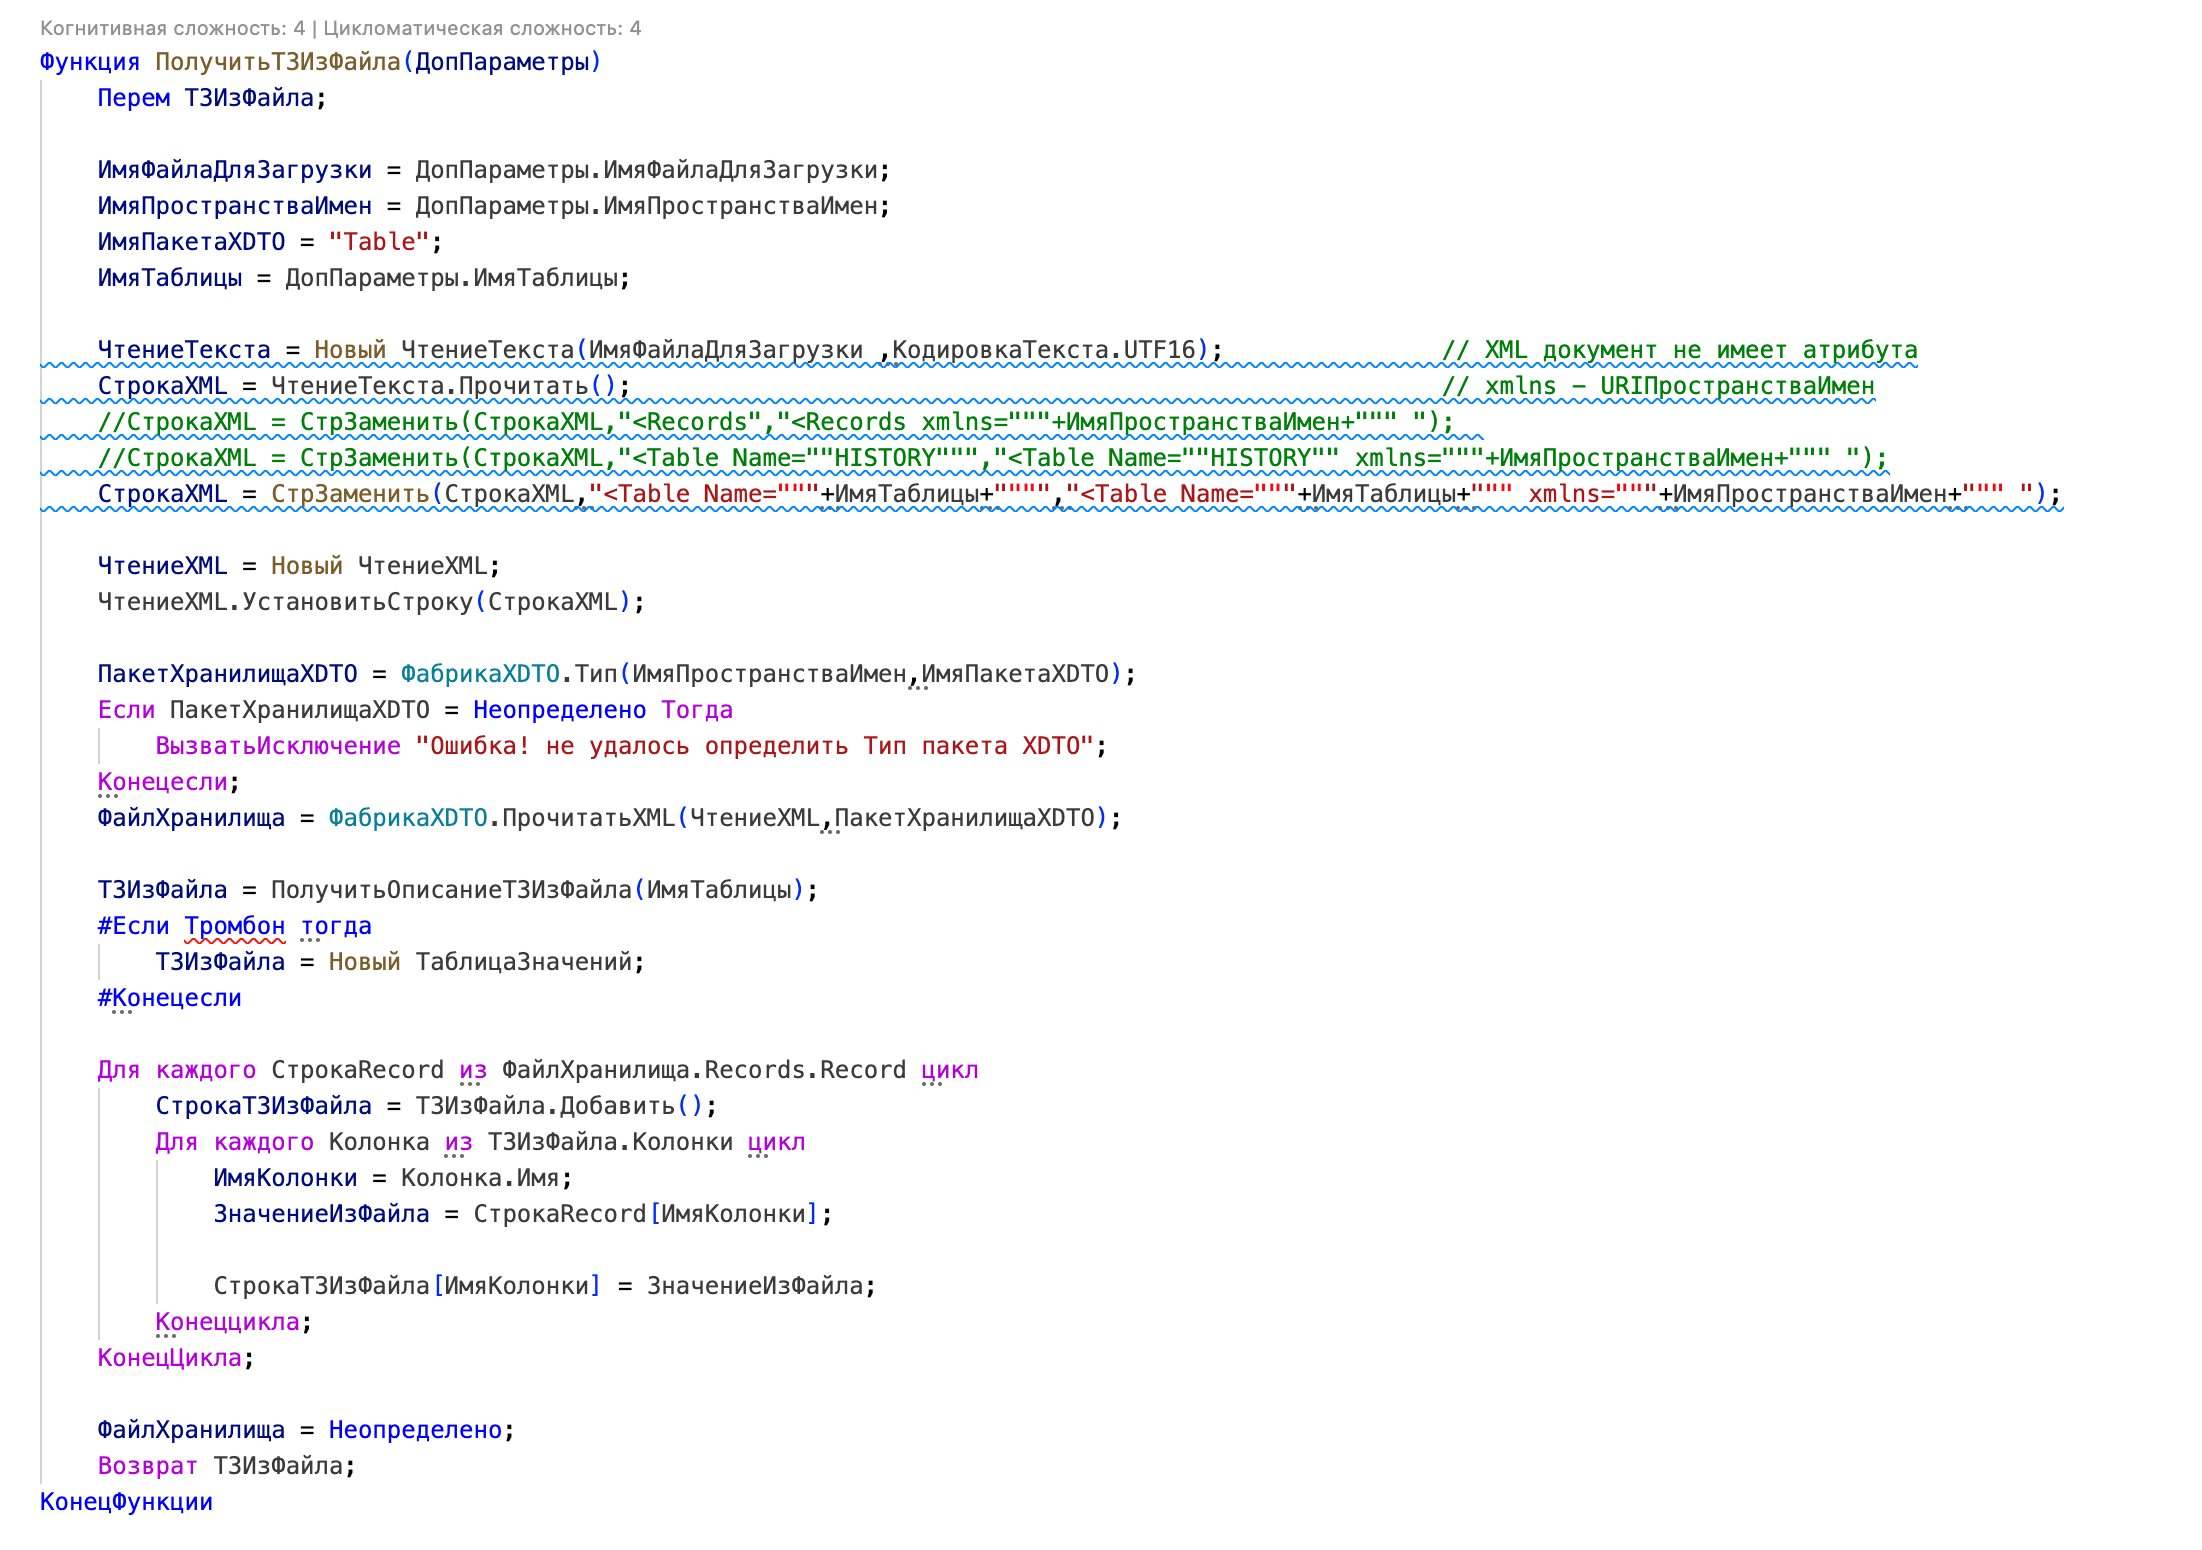 Когнитивная сложность: 4 | Цикломатическая сложность: 4
Функция ПолучитьТЗИзФайла(ДопПараметры)
Перем ТЗИзФайла;
ИмяФайлаДляЗагрузки = ДопПараметры.ИмяФайлаДляЗагрузки;
ИмяПространстваИмен = ДопПараметры.ИмяПространстваИмен;
ИмяПакетаXDTO = "Table";
ИмяТаблицы = ДопПараметры.ИмяТаблицы;
ЧтениеТекста = Новый ЧтениеТекста(ИмяФайлаДляЗагрузки ,КодировкаТекста.UTF16); // XML документ не имеет атрибута
СтрокаXML = ЧтениеТекста.Прочитать(); // xmlns - URIПространстваИмен
//СтрокаXML = СтрЗаменить(СтрокаXML,"<Records","<Records xmlns="""+ИмяПространстваИмен+""" ");
//СтрокаXML = СтрЗаменить(СтрокаXML,"<Table Name=""HISTORY""","<Table Name=""HISTORY"" xmlns="""+ИмяПространстваИмен+""" ");
СтрокаXML = СтрЗаменить(СтрокаXML,"<Table Name="""+ИмяТаблицы+"""","<Table Name="""+ИмяТаблицы+""" xmlns="""+ИмяПространстваИмен+""" ");
ЧтениеXML = Новый ЧтениеXML;
ЧтениеXML.УстановитьСтроку(СтрокаXML);
ПакетХранилищаXDTO = ФабрикаXDTO.Тип(ИмяПространстваИмен,ИмяПакетаXDTO);
Если ПакетХранилищаXDTO = Неопределено Тогда
ВызватьИсключение "Ошибка! не удалось определить Тип пакета XDTO";
Конецесли;
ФайлХранилища = ФабрикаXDTO.ПрочитатьXML(ЧтениеXML,ПакетХранилищаXDTO);
ТЗИзФайла = ПолучитьОписаниеТЗИзФайла(ИмяТаблицы);
#Если Тромбон тогда
ТЗИзФайла = Новый ТаблицаЗначений;
#Конецесли
Для каждого СтрокаRecord из ФайлХранилища.Records.Record цикл
СтрокаТЗИзФайла = ТЗИзФайла.Добавить();
Для каждого Колонка из ТЗИзФайла.Колонки цикл
ИмяКолонки = Колонка.Имя;
ЗначениеИзФайла = СтрокаRecord[ИмяКолонки];
СтрокаТЗИзФайла[ИмяКолонки] = ЗначениеИзФайла;
Конеццикла;
КонецЦикла;
ФайлХранилища = Неопределено;
Возврат ТЗИзФайла;
КонецФункции